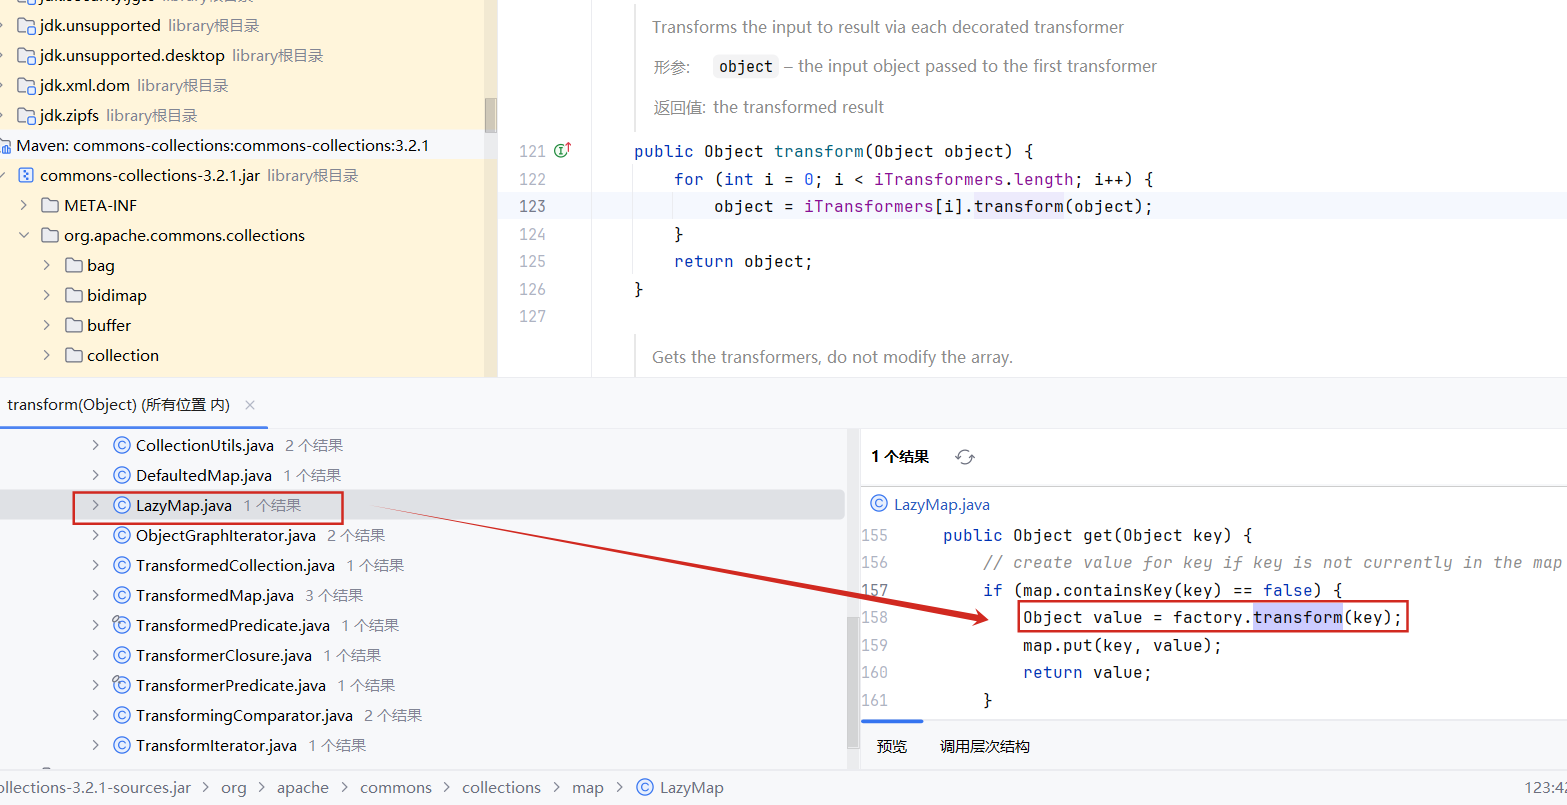 jdk.unsupported library根目录
jdk.unsupported.desktop library根目录
jdk.xml.dom library根目录
jdk.zipfs library根目录
Maven: commons-collections:commons-collections:3.2.1
commons-collections-3.2.1.jar library根目录
META-INF
org.apache.commons.collections
bag
bidimap
buffer
collection
Transforms the input to result via each decorated transformer
形参: object – the input object passed to the first transformer
返回值: the transformed result
121 public Object transform(Object object) {
122 for (int i = 0; i < iTransformers.length; i++) {
123 object = iTransformers[i].transform(object);
124 }
125 return object;
126 }
127
Gets the transformers, do not modify the array.
transform(Object) (所有位置 内)
CollectionUtils.java 2 个结果
DefaultedMap.java 1 个结果
LazyMap.java 1 个结果
ObjectGraphIterator.java 2 个结果
TransformedCollection.java 1 个结果
TransformedMap.java 3 个结果
TransformedPredicate.java 1 个结果
TransformerClosure.java 1 个结果
TransformerPredicate.java 1 个结果
TransformingComparator.java 2 个结果
TransformIterator.java 1 个结果
1 个结果
LazyMap.java
155 public Object get(Object key) {
156 // create value for key if key is not currently in the map
157 if (map.containsKey(key) == false) {
158 Object value = factory.transform(key);
159 map.put(key, value);
160 return value;
161 }
预览 调用层次结构
ollections-3.2.1-sources.jar > org > apache > commons > collections > map > LazyMap